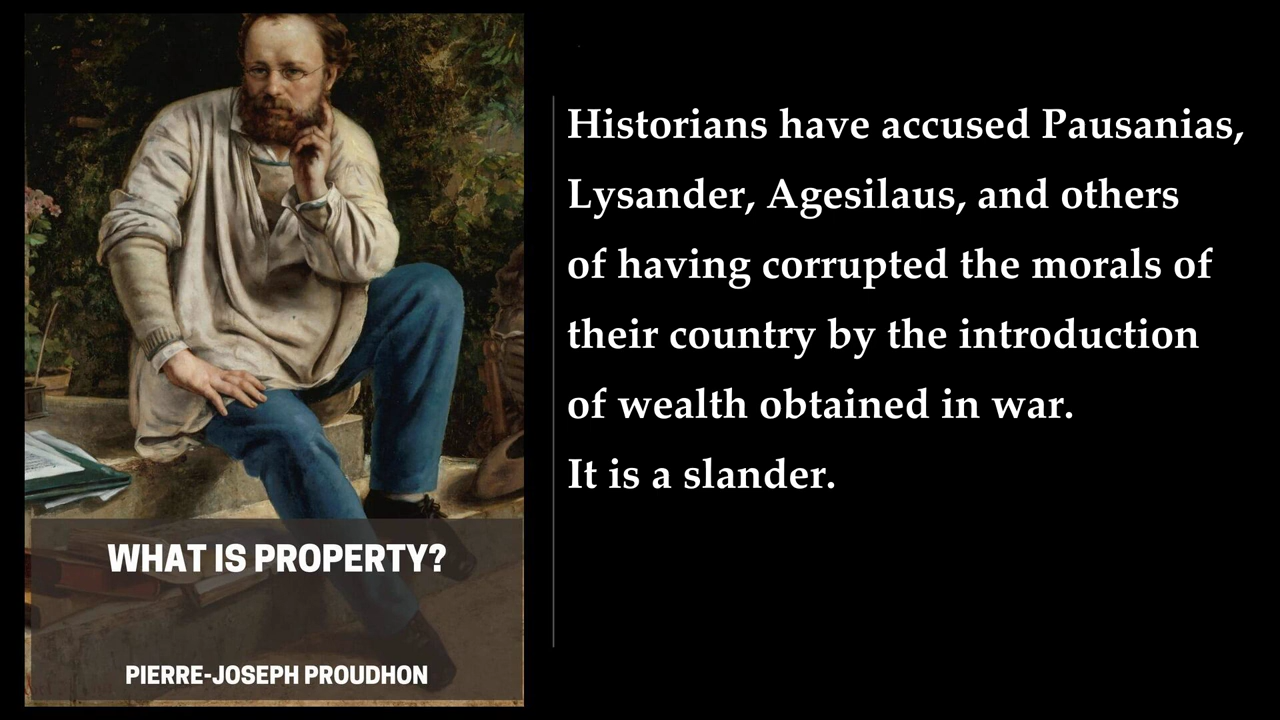 Historians have accused Pausanias,
Lysander, Agesilaus, and others
of having corrupted the morals of
their country by the introduction
of wealth obtained in war.
It is a slander.
WHAT IS PROPERTY?
PIERRE-JOSEPH PROUDHON